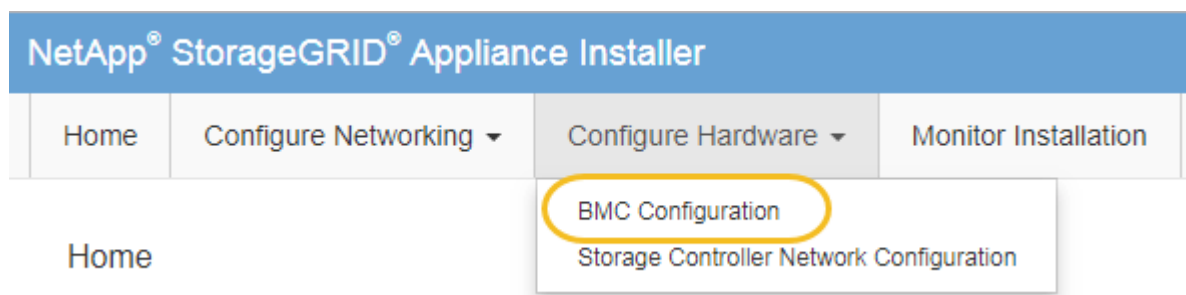 NetApp® StorageGRID® Appliance Installer
Home Configure Networking Configure Hardware Monitor Installation
BMC Configuration
Home
Storage Controller Network Configuration